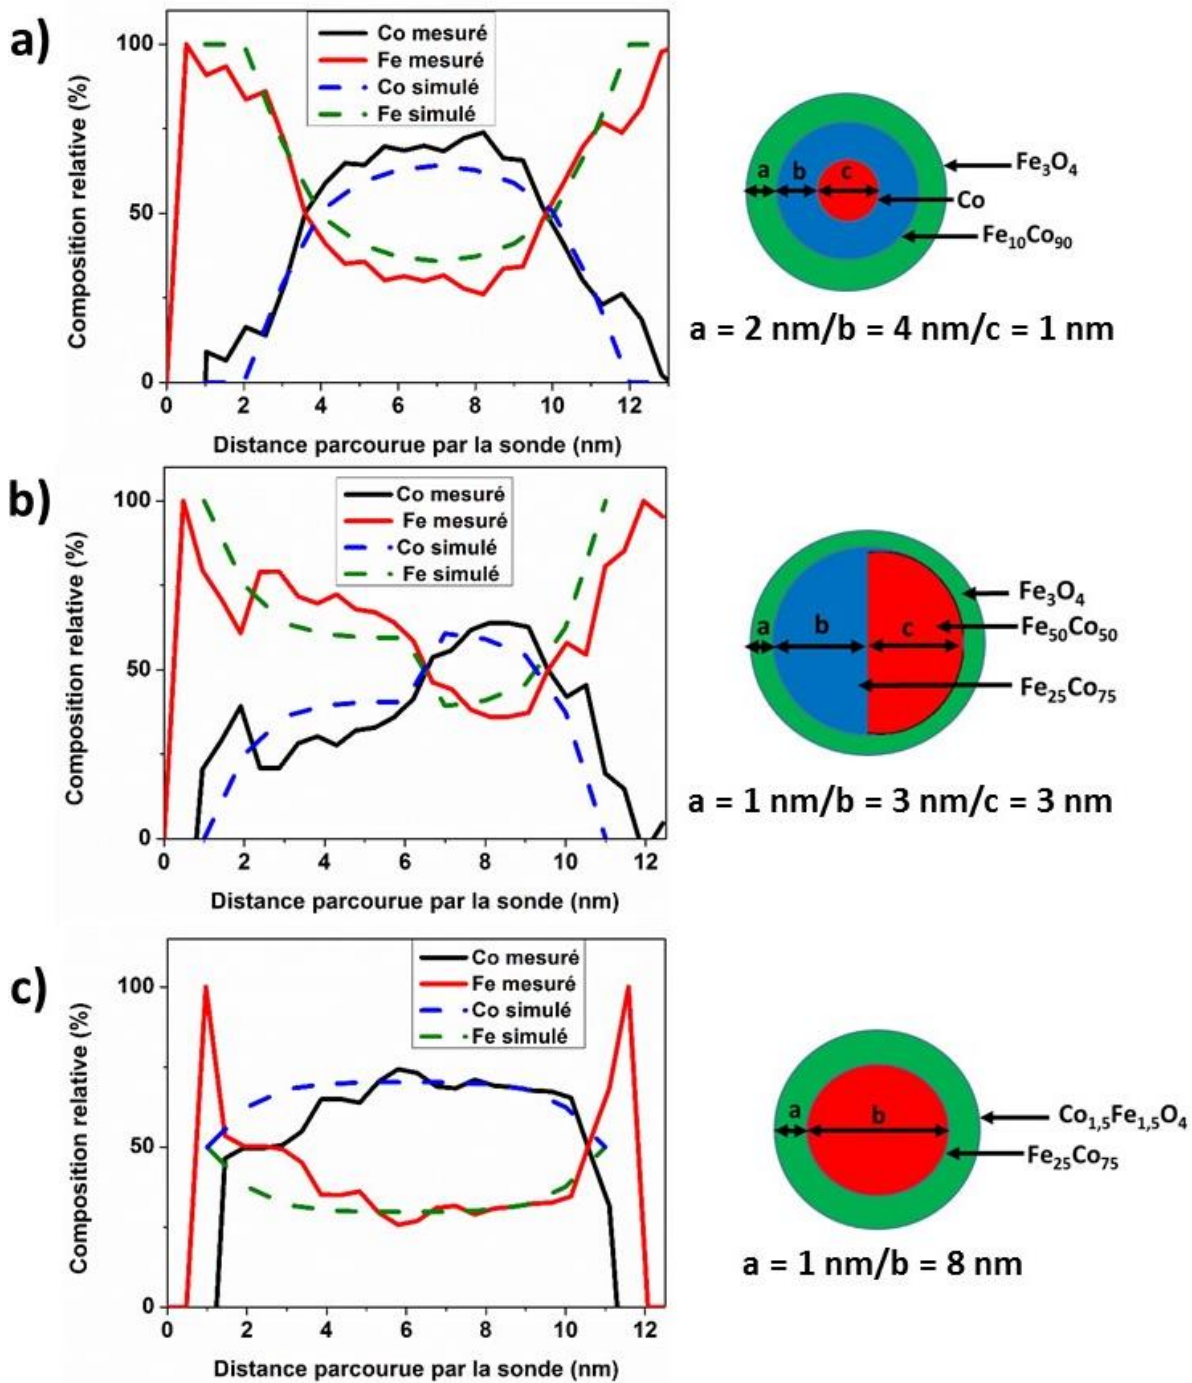 a)
Composition relative (%)
100
50
0
Co mesuré
Fe mesuré
Co simulé
Fe simulé
0 2 4 6 8 10 12
Distance parcourue par la sonde (nm)
a b c
Fe₃O₄
Co
Fe₁₀Co₉₀
a = 2 nm/b = 4 nm/c = 1 nm
b)
Composition relative (%)
100
50
0
Co mesuré
Fe mesuré
Co simulé
Fe simulé
0 2 4 6 8 10 12
Distance parcourue par la sonde (nm)
a b c
Fe₃O₄
Fe₅₀Co₅₀
Fe₂₅Co₇₅
a = 1 nm/b = 3 nm/c = 3 nm
c)
Composition relative (%)
100
50
0
Co mesuré
Fe mesuré
Co simulé
Fe simulé
0 2 4 6 8 10 12
Distance parcourue par la sonde (nm)
a b
Co₁,₅Fe₁,₅O₄
Fe₂₅Co₇₅
a = 1 nm/b = 8 nm